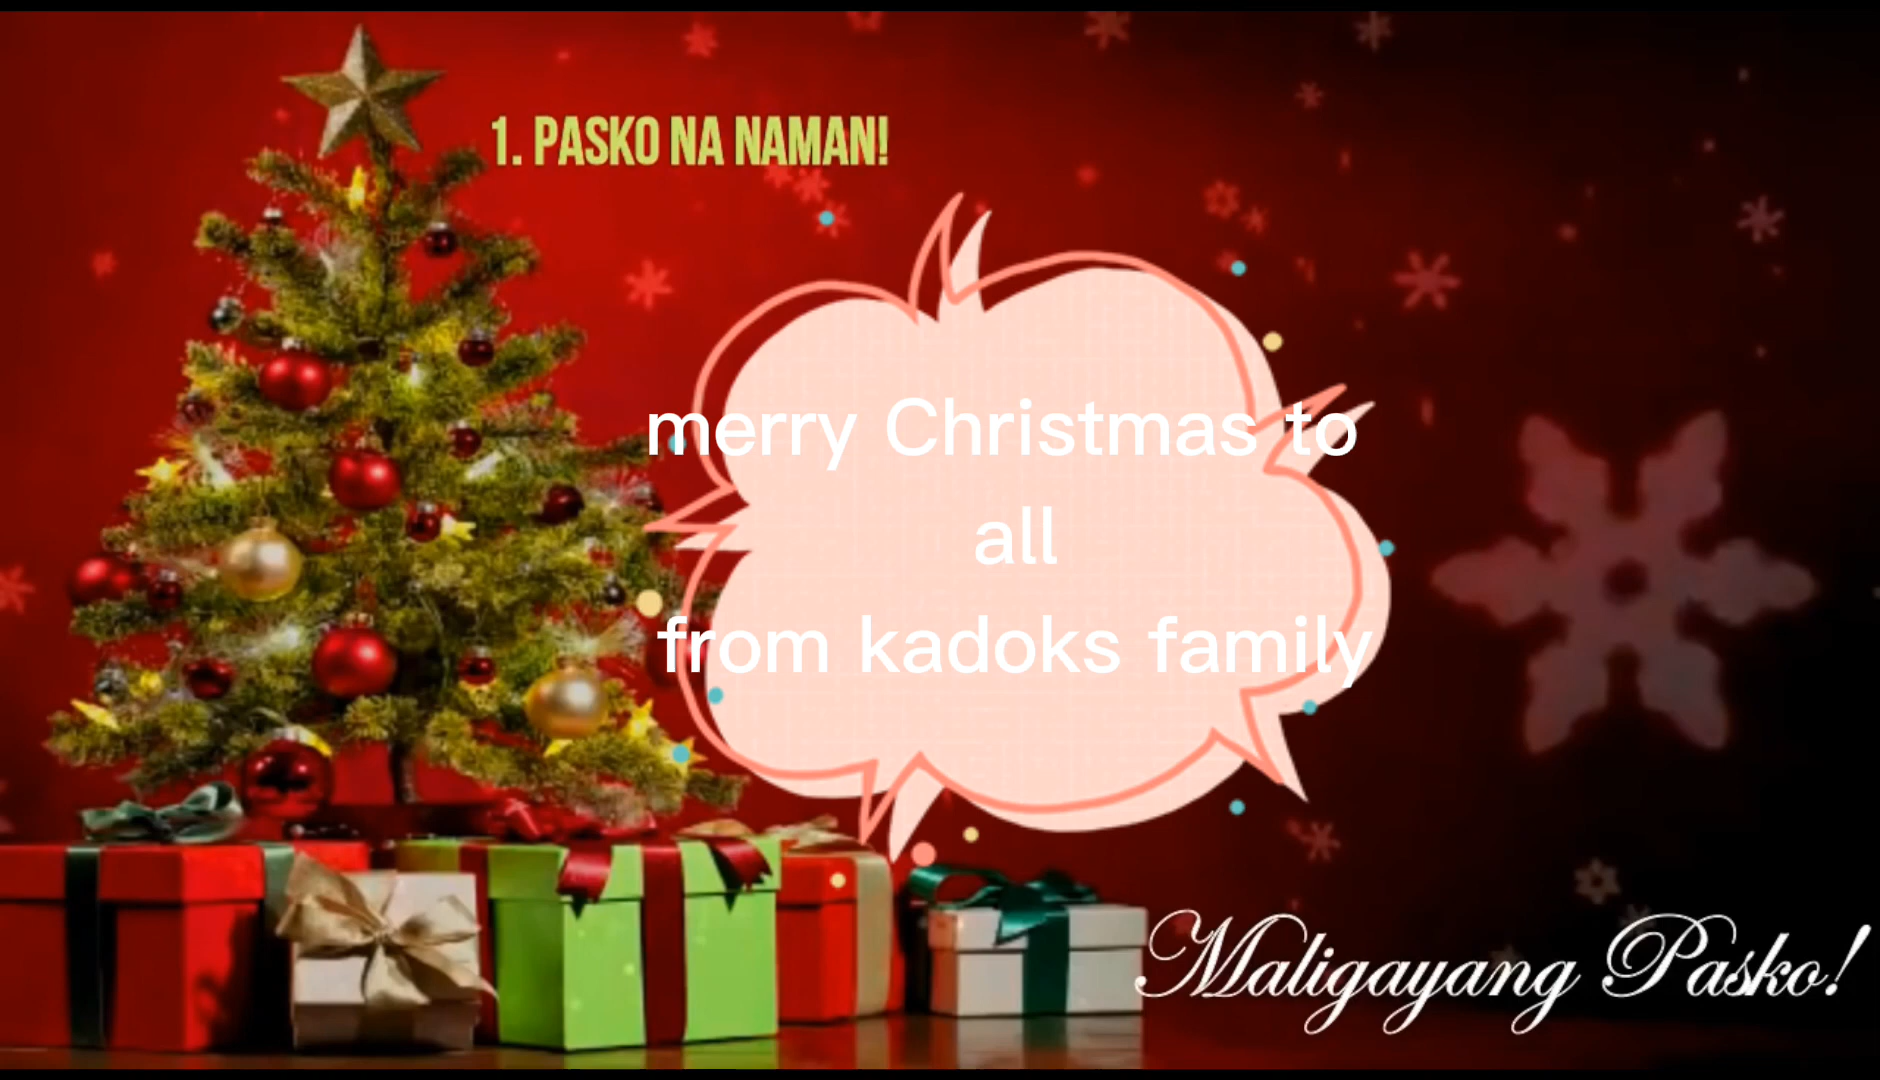 1. PASKO NA NAMAN!
merry Christmas to
all
from kadoks family
Maligayang Pasko!